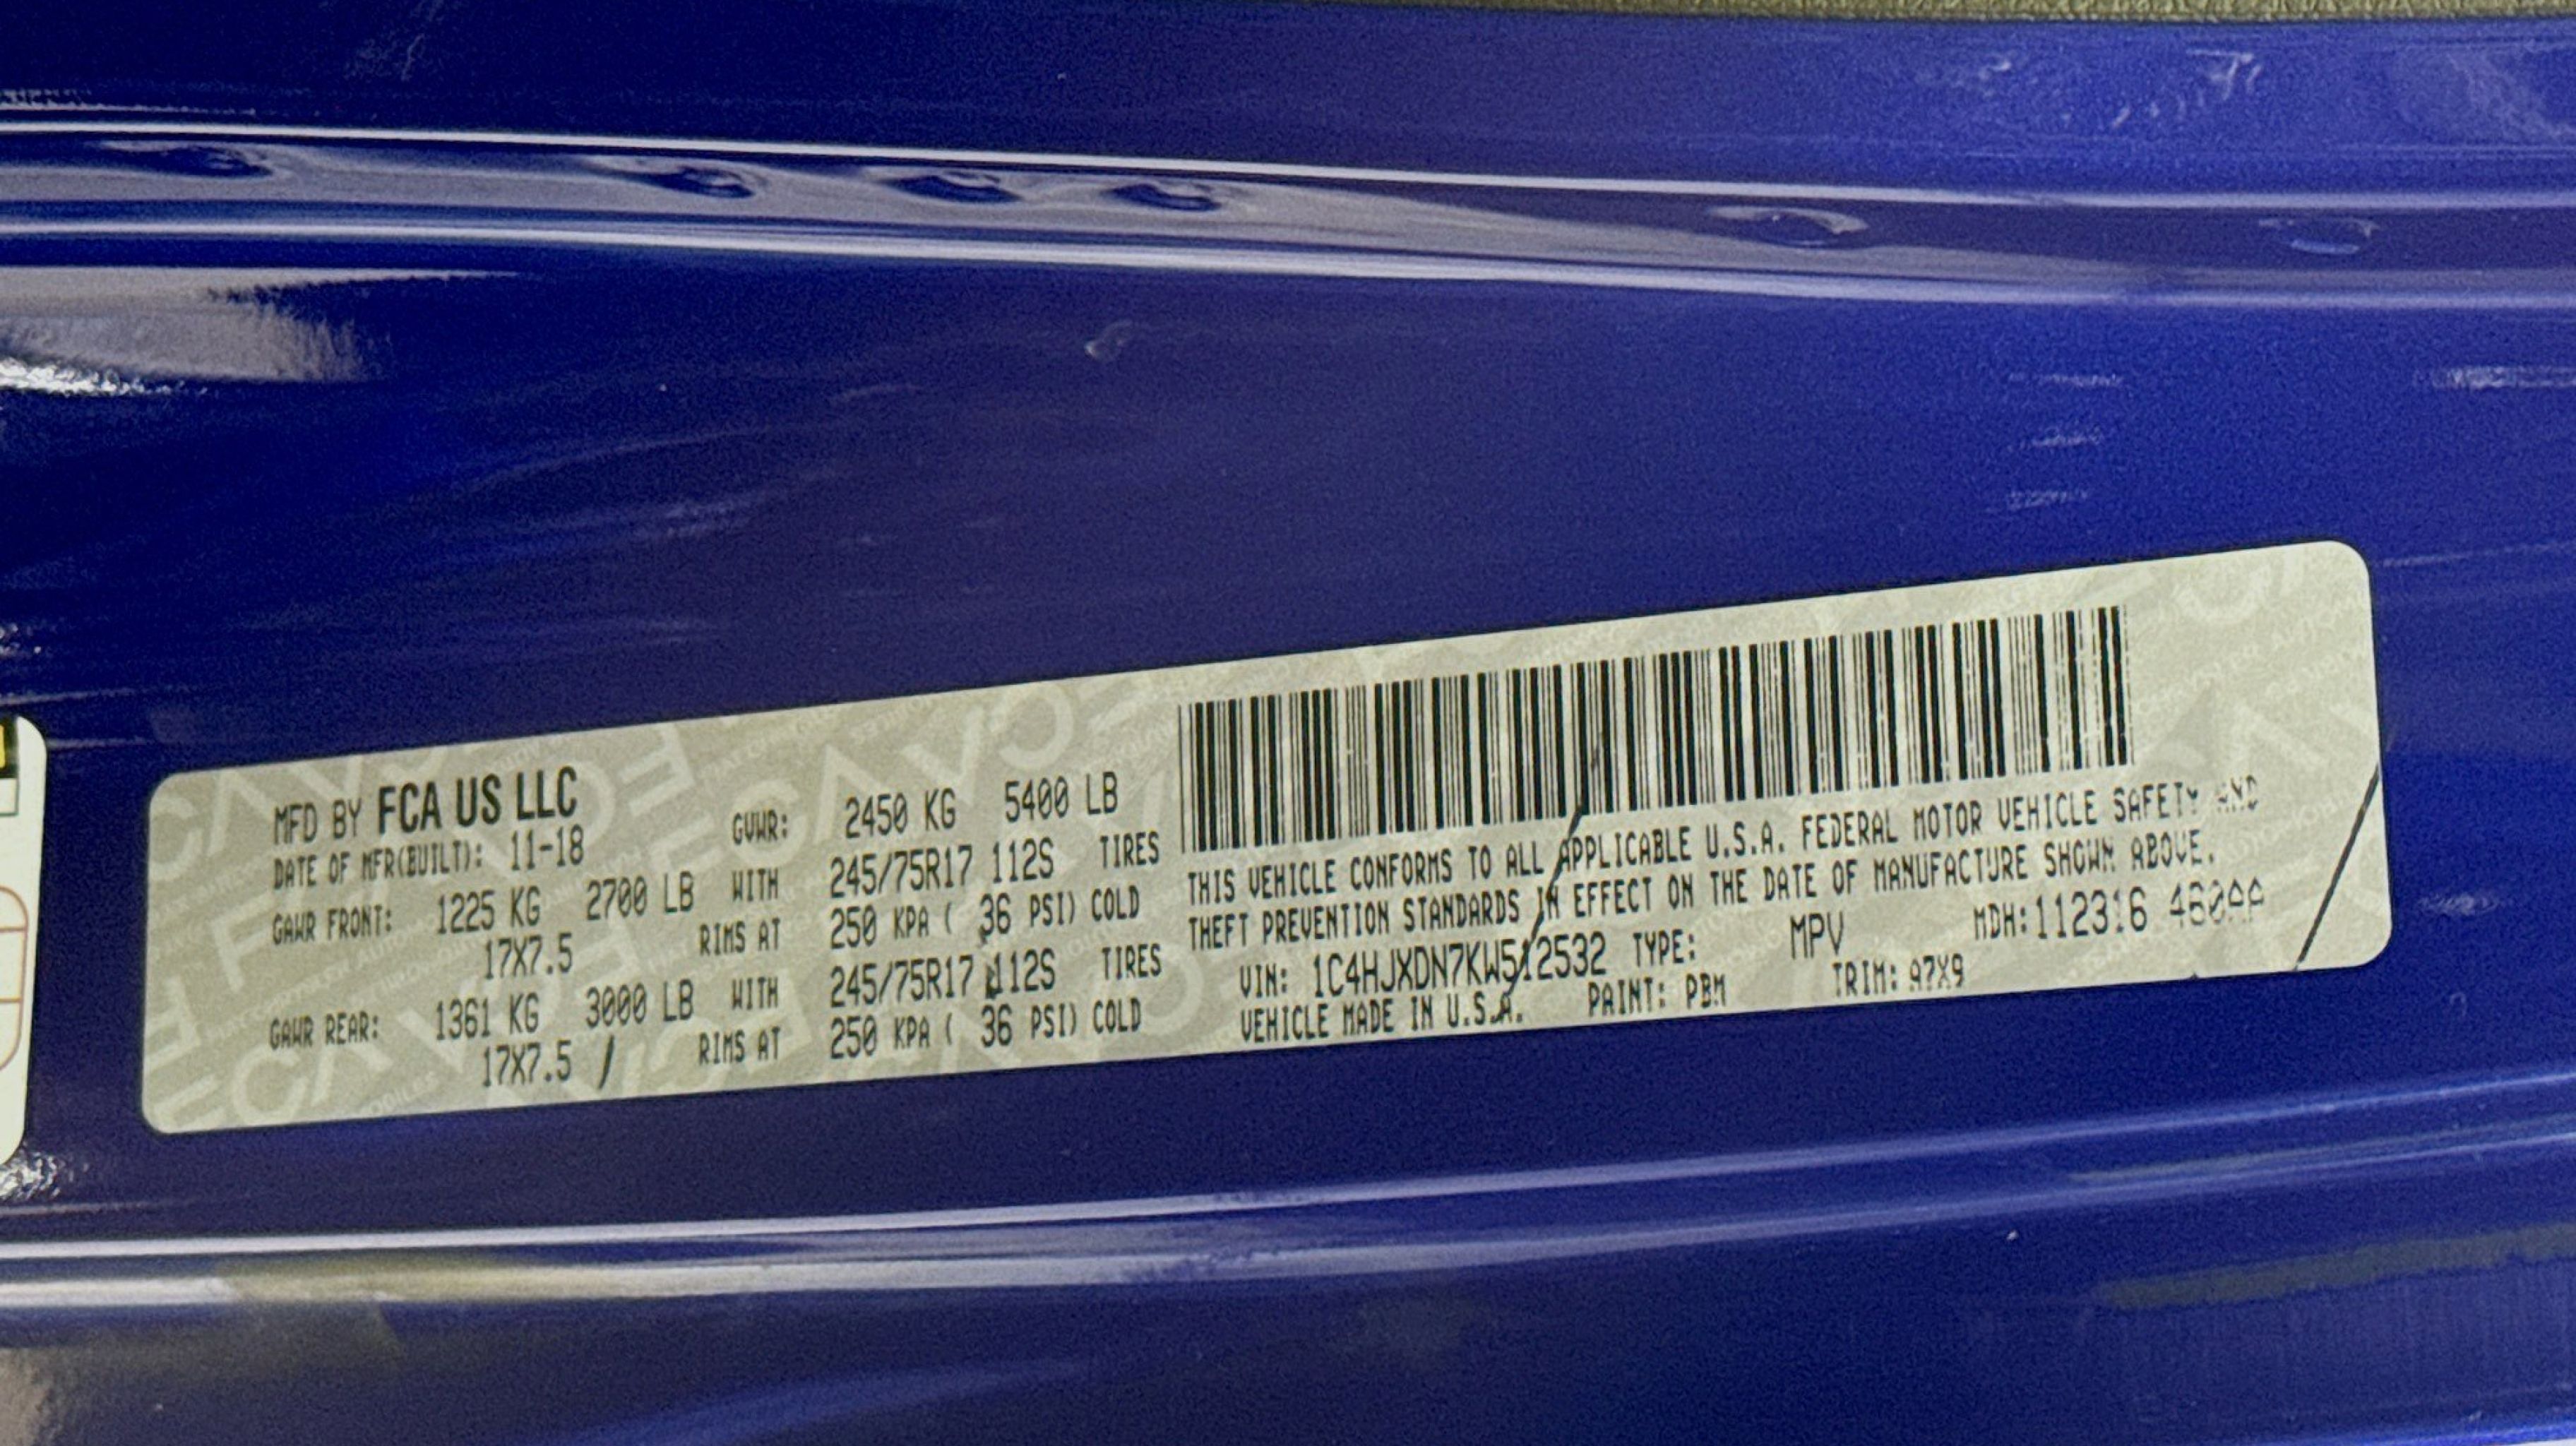 MFD BY FCA US LLC
DATE OF MFR(BUILT): 11-18
GVWR: 2450 KG 5400 LB
GAWR FRONT: 1225 KG 2700 LB WITH 245/75R17 112S TIRES
17X7.5 RIMS AT 250 KPA ( 36 PSI) COLD
GAWR REAR: 1361 KG 3000 LB WITH 245/75R17 112S TIRES
17X7.5 RIMS AT 250 KPA ( 36 PSI) COLD
THIS VEHICLE CONFORMS TO ALL APPLICABLE U.S.A. FEDERAL MOTOR VEHICLE SAFETY AND
THEFT PREVENTION STANDARDS IN EFFECT ON THE DATE OF MANUFACTURE SHOWN ABOVE.
VIN: 1C4HJXDN7KW512532 TYPE: MPV MDH:112316 460AA
VEHICLE MADE IN U.S.A. PAINT: PBM TRIM: A7X9